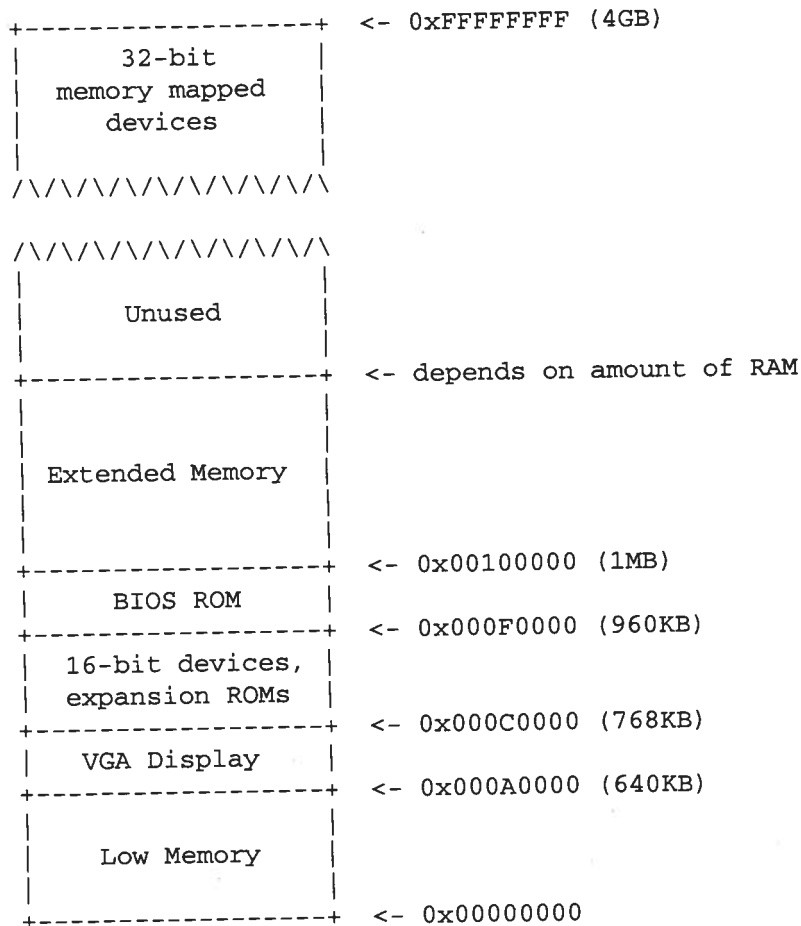 +------------------+  <- 0xFFFFFFFF (4GB)
|      32-bit      |
|  memory mapped   |
|     devices      |
|                  |
/\/\/\/\/\/\/\/\/\/\
/\/\/\/\/\/\/\/\/\/\
|                  |
|      Unused      |
|                  |
+------------------+  <- depends on amount of RAM
|                  |
|                  |
| Extended Memory  |
|                  |
|                  |
+------------------+  <- 0x00100000 (1MB)
|     BIOS ROM     |
+------------------+  <- 0x000F0000 (960KB)
|  16-bit devices, |
|  expansion ROMs  |
+------------------+  <- 0x000C0000 (768KB)
|   VGA Display    |
+------------------+  <- 0x000A0000 (640KB)
|                  |
|    Low Memory    |
|                  |
+------------------+  <- 0x00000000